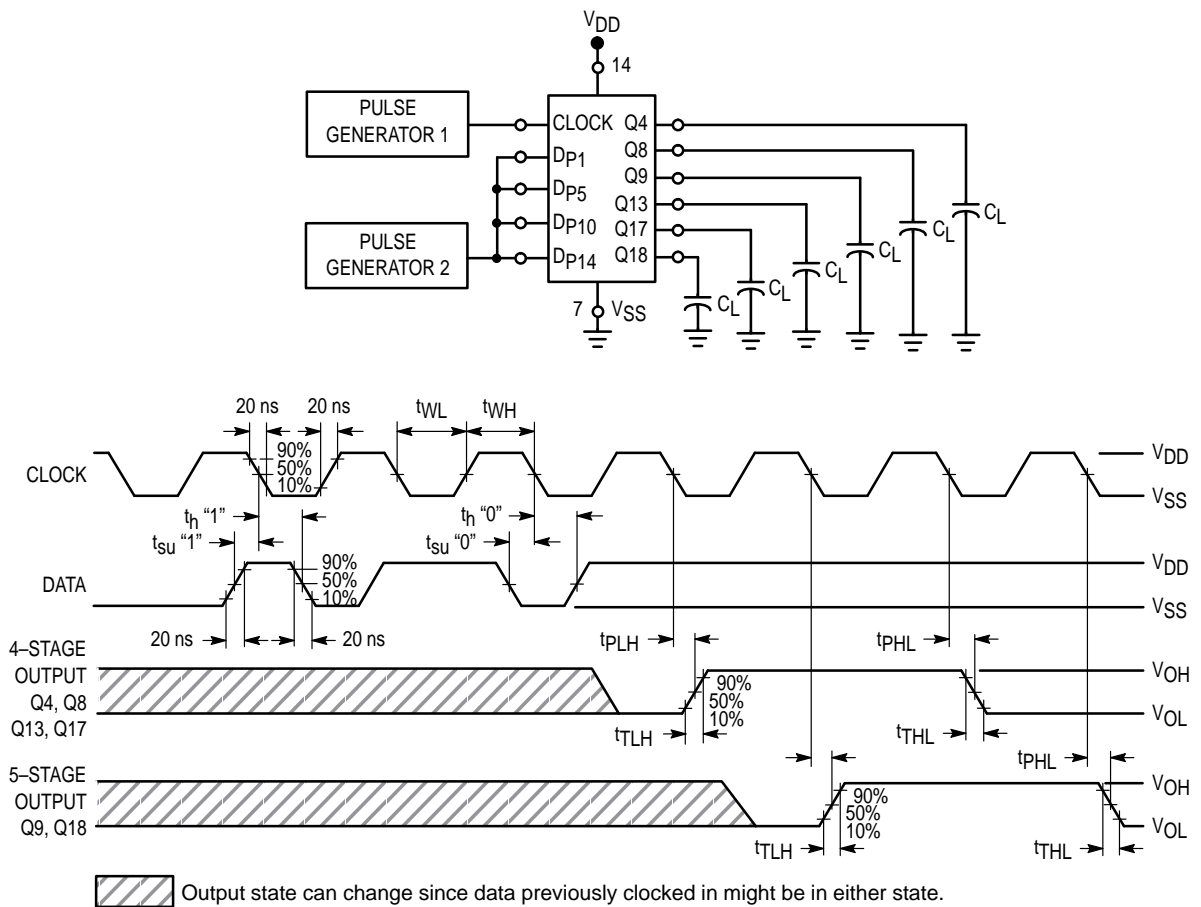 VDD
14
PULSE
GENERATOR 1
CLOCK
DP1
DP5
DP10
DP14
Q4
Q8
Q9
Q13
Q17
Q18
PULSE
GENERATOR 2
CL
CL
CL
CL
CL
CL
7
VSS
20 ns
20 ns
tWL
tWH
CLOCK
90%
50%
10%
VDD
VSS
th “1”
tsu “1”
th “0”
tsu “0”
DATA
90%
50%
10%
VDD
VSS
20 ns
20 ns
4–STAGE
OUTPUT
Q4, Q8
Q13, Q17
tPLH
90%
50%
10%
tTLH
tPHL
tTHL
VOH
VOL
5–STAGE
OUTPUT
Q9, Q18
90%
50%
10%
tTLH
tPHL
tTHL
VOH
VOL
Output state can change since data previously clocked in might be in either state.